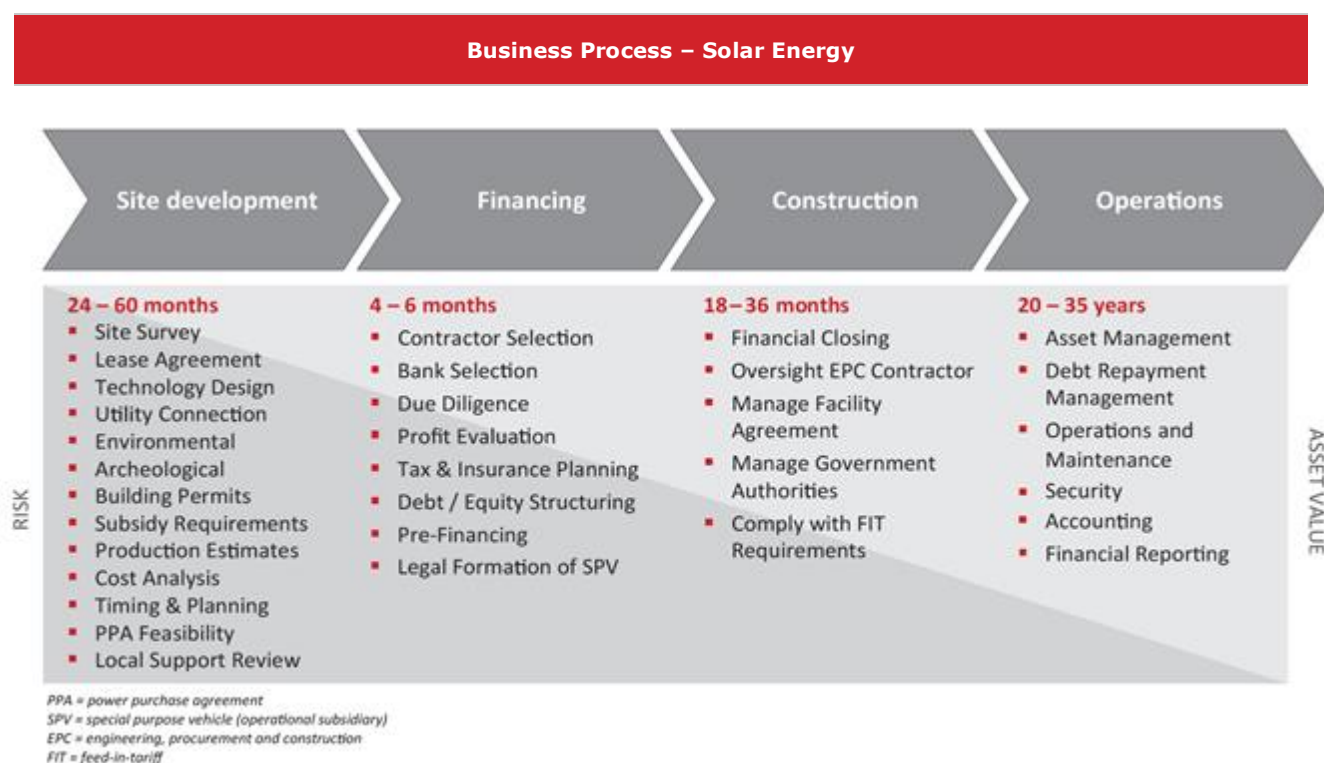 Business Process – Solar Energy
Site development
Financing
Construction
Operations
24 – 60 months
Site Survey
Lease Agreement
Technology Design
Utility Connection
Environmental
Archeological
Building Permits
Subsidy Requirements
Production Estimates
Cost Analysis
Timing & Planning
PPA Feasibility
Local Support Review
4 – 6 months
Contractor Selection
Bank Selection
Due Diligence
Profit Evaluation
Tax & Insurance Planning
Debt / Equity Structuring
Pre-Financing
Legal Formation of SPV
18–36 months
Financial Closing
Oversight EPC Contractor
Manage Facility
Agreement
Manage Government
Authorities
Comply with FIT
Requirements
20 – 35 years
Asset Management
Debt Repayment
Management
Operations and
Maintenance
Security
Accounting
Financial Reporting
RISK
ASSET VALUE
PPA = power purchase agreement
SPV = special purpose vehicle (operational subsidiary)
EPC = engineering, procurement and construction
FIT = feed-in-tariff